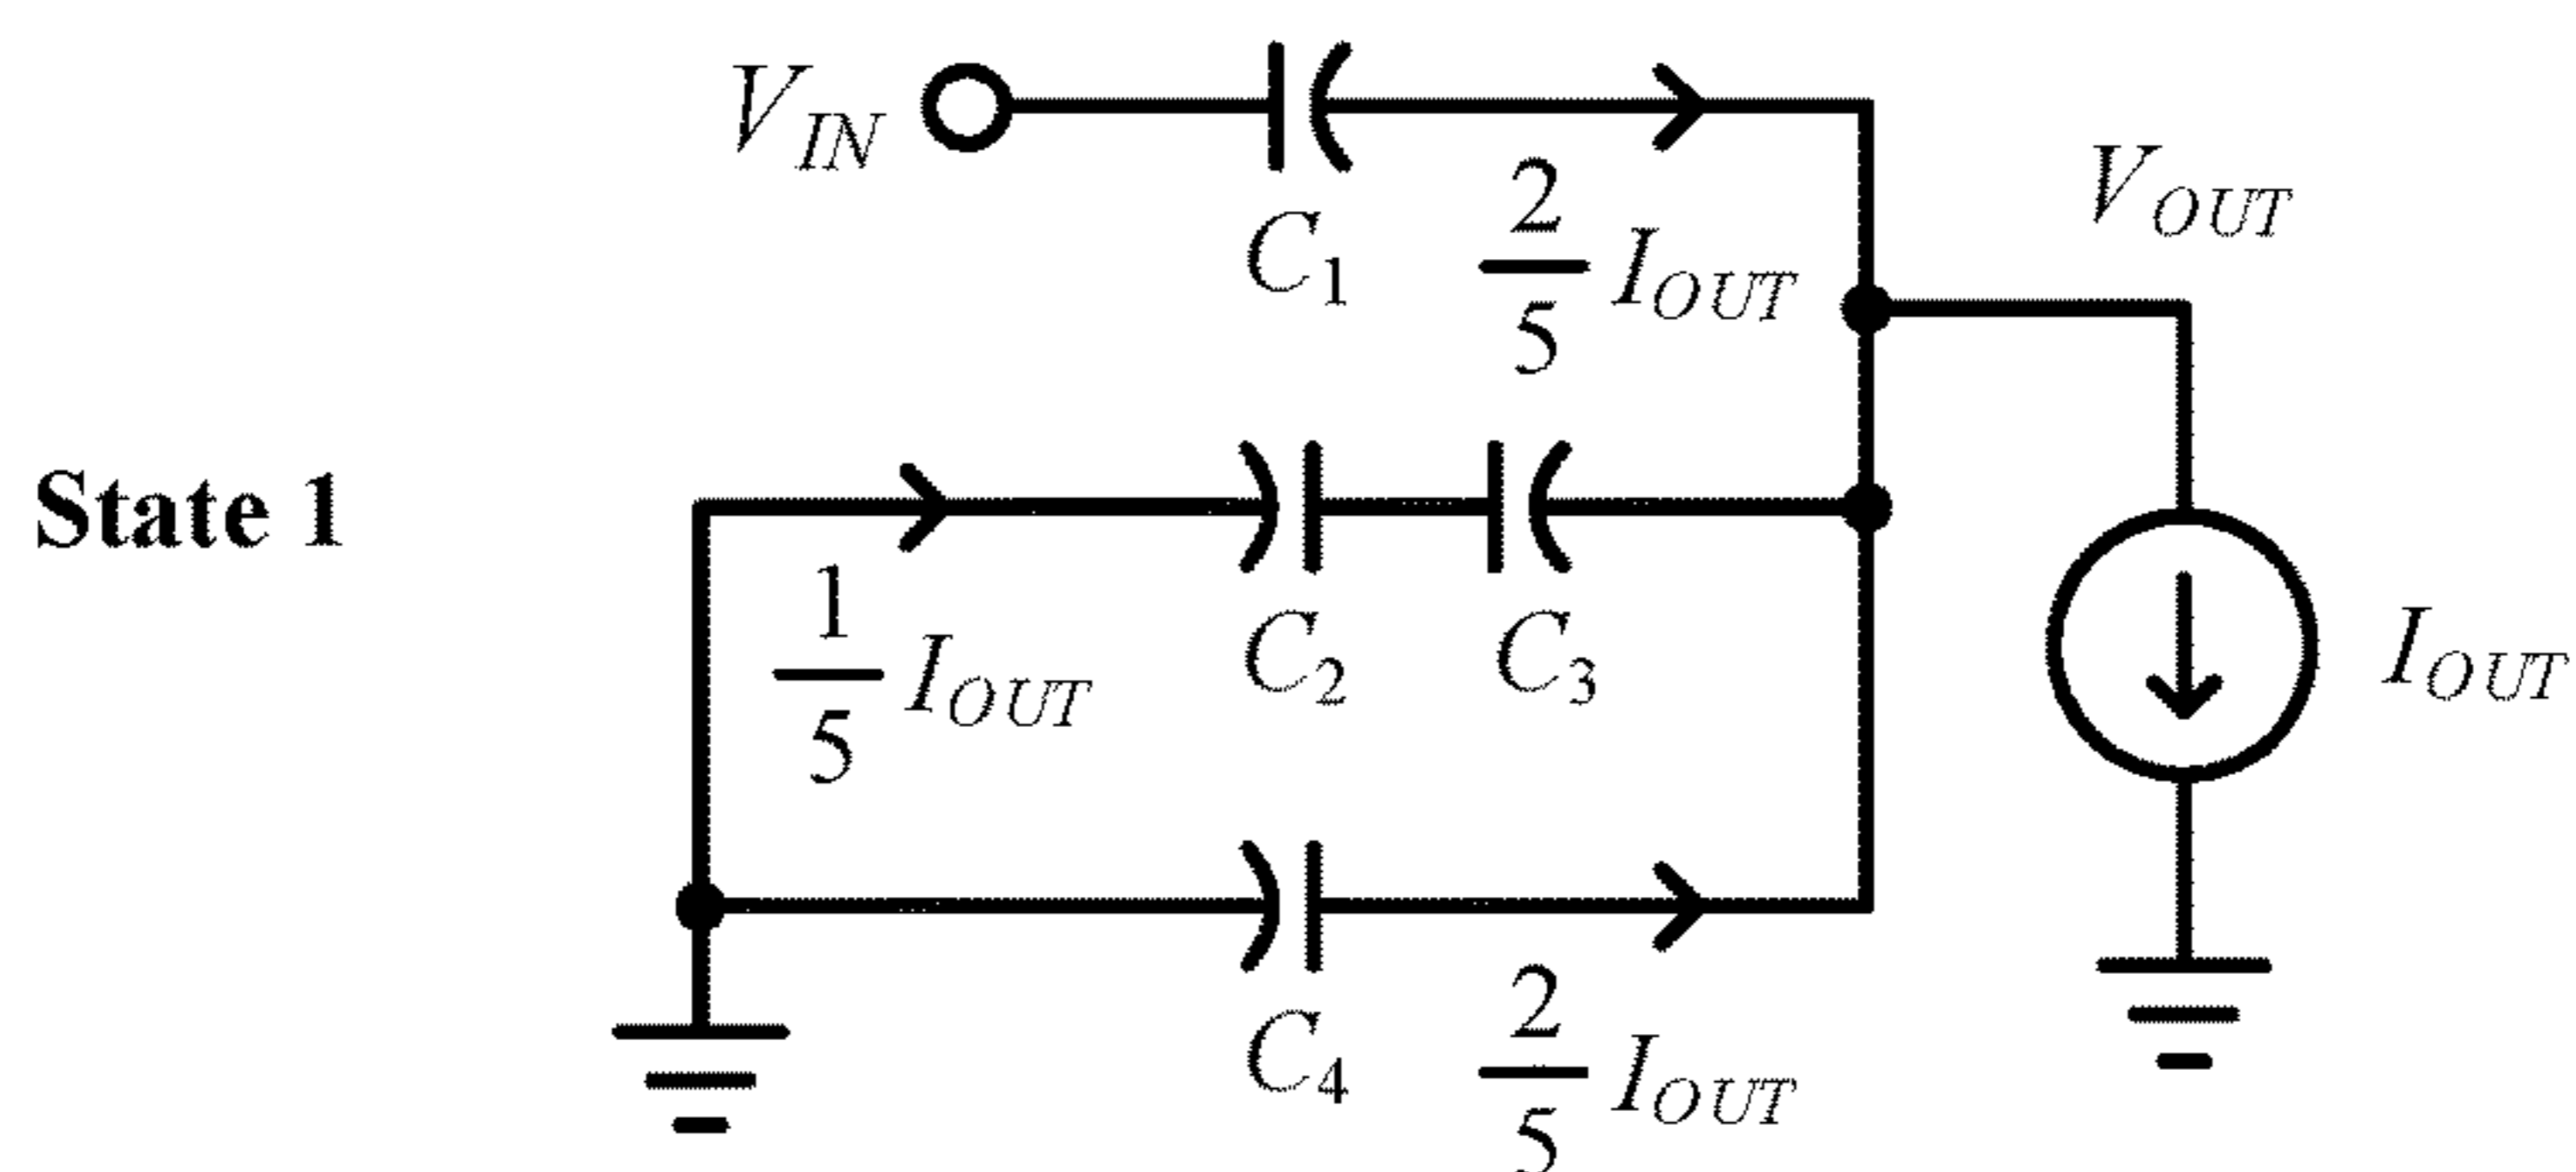 V_IN
C_1
2/5 I_OUT
V_OUT
State 1
1/5 I_OUT
C_2
C_3
I_OUT
C_4
2/5 I_OUT